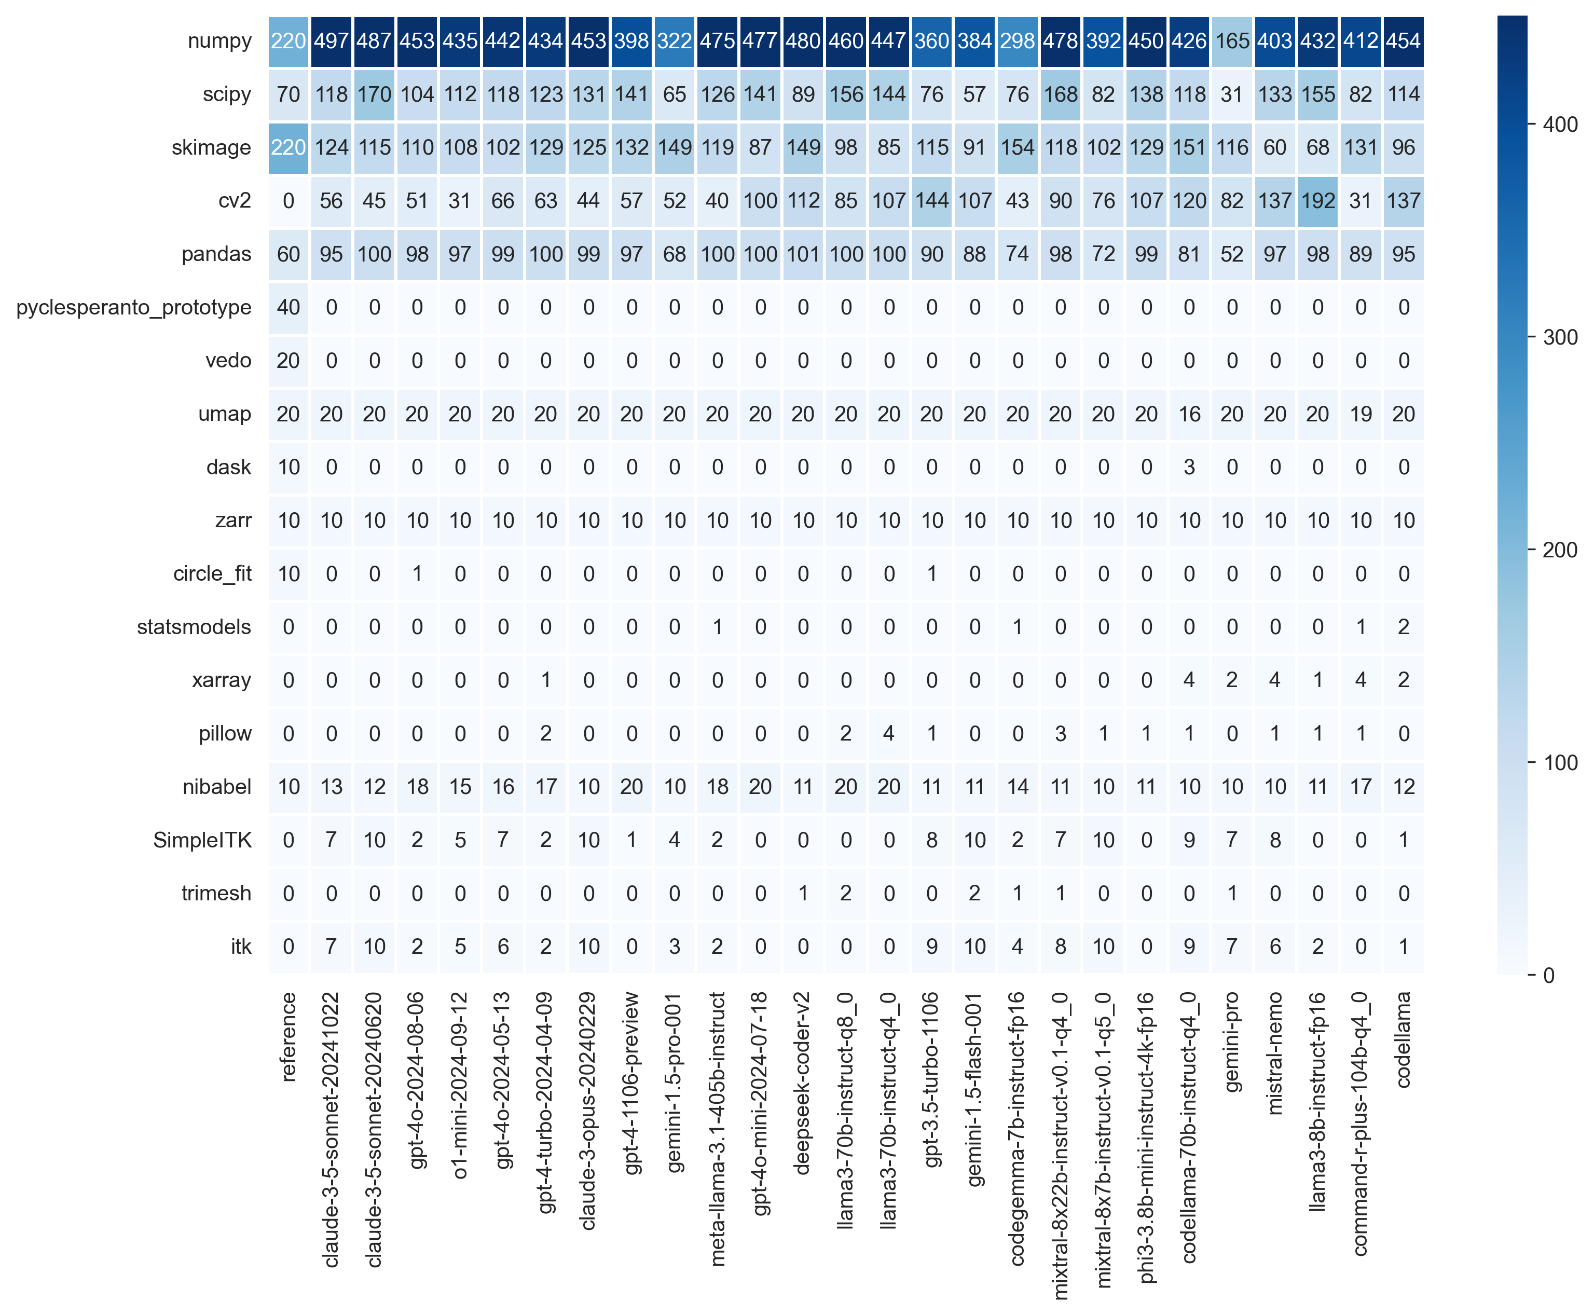 numpy 220 497 487 453 435 442 434 453 398 322 475 477 480 460 447 360 384 298 478 392 450 426 165 403 432 412 454
scipy 70 118 170 104 112 118 123 131 141 65 126 141 89 156 144 76 57 76 168 82 138 118 31 133 155 82 114
skimage 220 124 115 110 108 102 129 125 132 149 119 87 149 98 85 115 91 154 118 102 129 151 116 60 68 131 96
cv2 0 56 45 51 31 66 63 44 57 52 40 100 112 85 107 144 107 43 90 76 107 120 82 137 192 31 137
pandas 60 95 100 98 97 99 100 99 97 68 100 100 101 100 100 90 88 74 98 72 99 81 52 97 98 89 95
pyclesperanto_prototype 40 0 0 0 0 0 0 0 0 0 0 0 0 0 0 0 0 0 0 0 0 0 0 0 0 0 0
vedo 20 0 0 0 0 0 0 0 0 0 0 0 0 0 0 0 0 0 0 0 0 0 0 0 0 0 0
umap 20 20 20 20 20 20 20 20 20 20 20 20 20 20 20 20 20 20 20 20 20 16 20 20 20 19 20
dask 10 0 0 0 0 0 0 0 0 0 0 0 0 0 0 0 0 0 0 0 0 3 0 0 0 0 0
zarr 10 10 10 10 10 10 10 10 10 10 10 10 10 10 10 10 10 10 10 10 10 10 10 10 10 10 10
circle_fit 10 0 0 1 0 0 0 0 0 0 0 0 0 0 0 1 0 0 0 0 0 0 0 0 0 0 0
statsmodels 0 0 0 0 0 0 0 0 0 0 1 0 0 0 0 0 0 1 0 0 0 0 0 0 0 1 2
xarray 0 0 0 0 0 0 1 0 0 0 0 0 0 0 0 0 0 0 0 0 0 4 2 4 1 4 2
pillow 0 0 0 0 0 0 2 0 0 0 0 0 0 2 4 1 0 0 3 1 1 1 0 1 1 1 0
nibabel 10 13 12 18 15 16 17 10 20 10 18 20 11 20 20 11 11 14 11 10 11 10 10 10 11 17 12
SimpleITK 0 7 10 2 5 7 2 10 1 4 2 0 0 0 0 8 10 2 7 10 0 9 7 8 0 0 1
trimesh 0 0 0 0 0 0 0 0 0 0 0 0 1 2 0 0 2 1 1 0 0 0 1 0 0 0 0
itk 0 7 10 2 5 6 2 10 0 3 2 0 0 0 0 9 10 4 8 10 0 9 7 6 2 0 1
reference
claude-3-5-sonnet-20241022
claude-3-5-sonnet-20240620
gpt-4o-2024-08-06
o1-mini-2024-09-12
gpt-4o-2024-05-13
gpt-4-turbo-2024-04-09
claude-3-opus-20240229
gpt-4-1106-preview
gemini-1.5-pro-001
meta-llama-3.1-405b-instruct
gpt-4o-mini-2024-07-18
deepseek-coder-v2
llama3-70b-instruct-q8_0
llama3-70b-instruct-q4_0
gpt-3.5-turbo-1106
gemini-1.5-flash-001
codegemma-7b-instruct-fp16
mixtral-8x22b-instruct-v0.1-q4_0
mixtral-8x7b-instruct-v0.1-q5_0
phi3-3.8b-mini-instruct-4k-fp16
codellama-70b-instruct-q4_0
gemini-pro
mistral-nemo
llama3-8b-instruct-fp16
command-r-plus-104b-q4_0
codellama
400
300
200
100
0